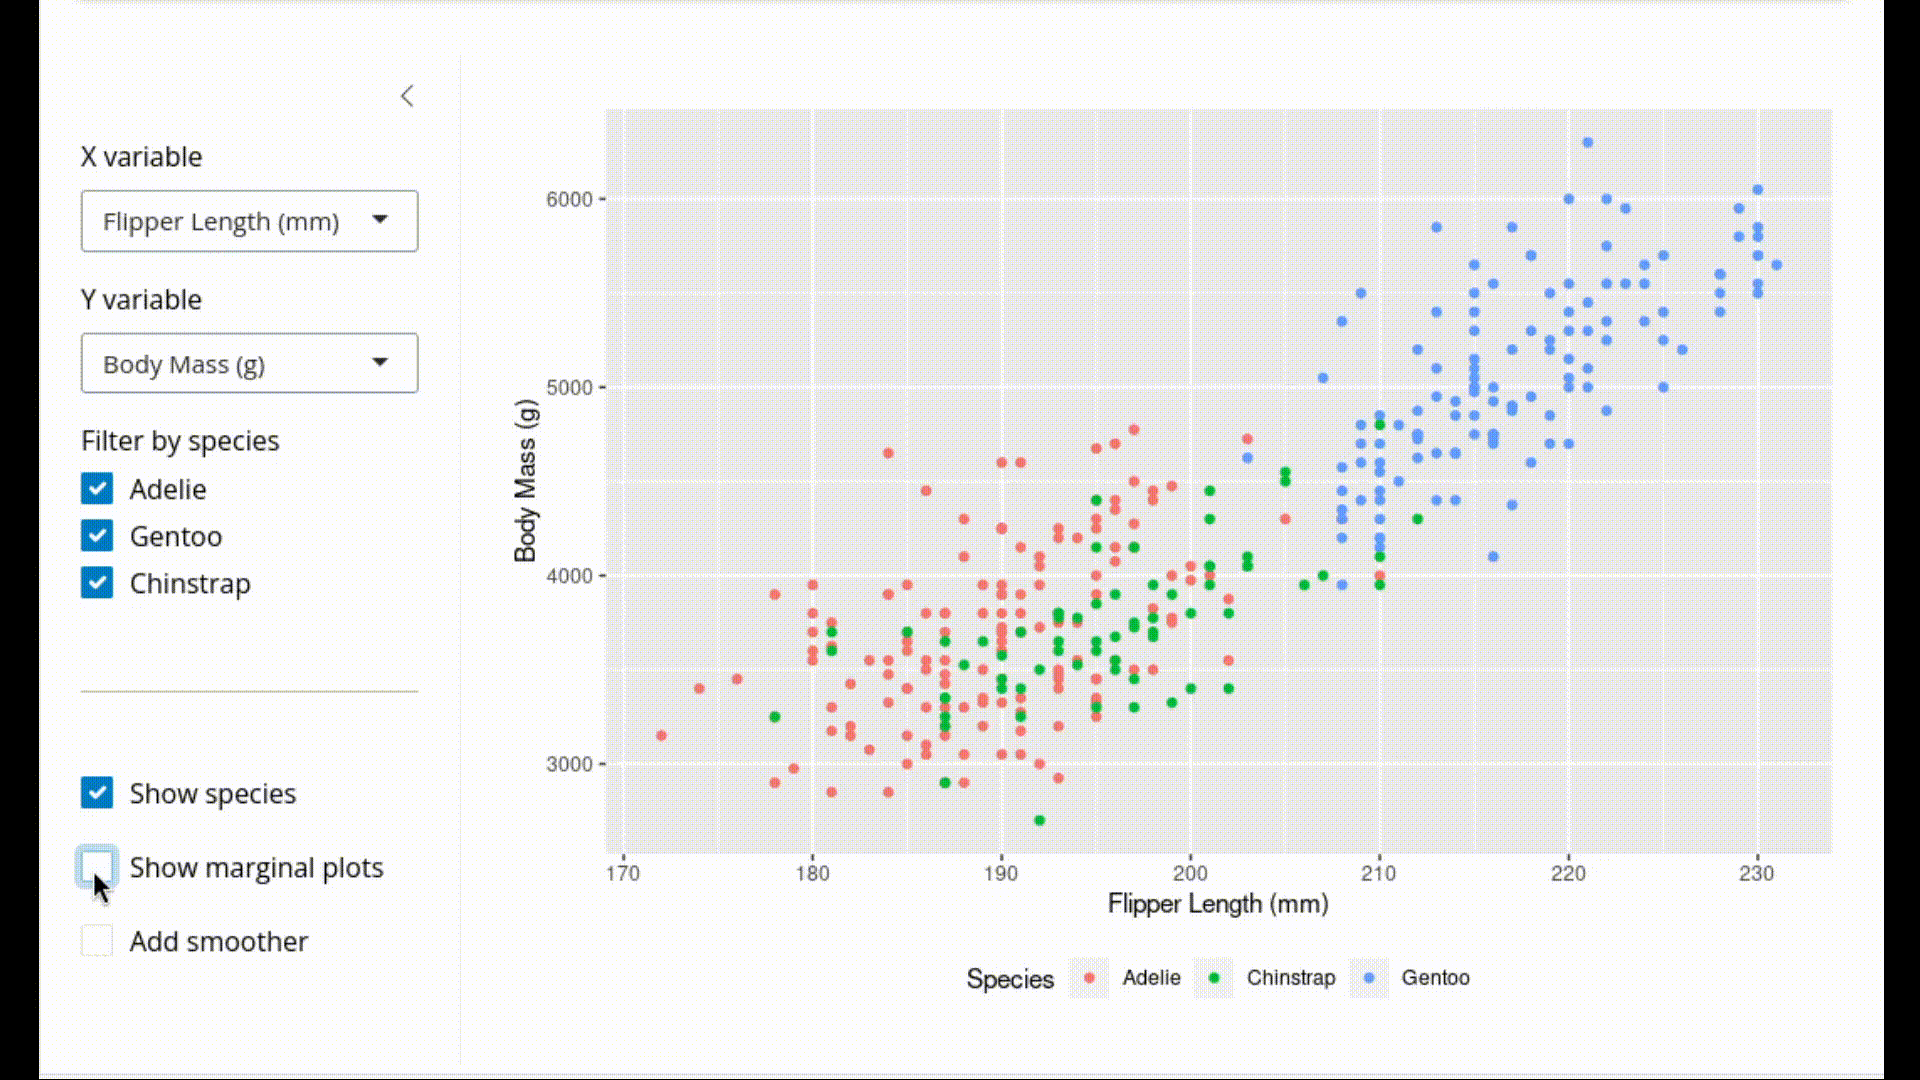 X variable
Flipper Length (mm)
Y variable
Body Mass (g)
Filter by species
Adelie
Gentoo
Chinstrap
Show species
Show marginal plots
Add smoother
Body Mass (g)
6000
5000
4000
3000
170 180 190 200 210 220 230
Flipper Length (mm)
Species Adelie Chinstrap Gentoo